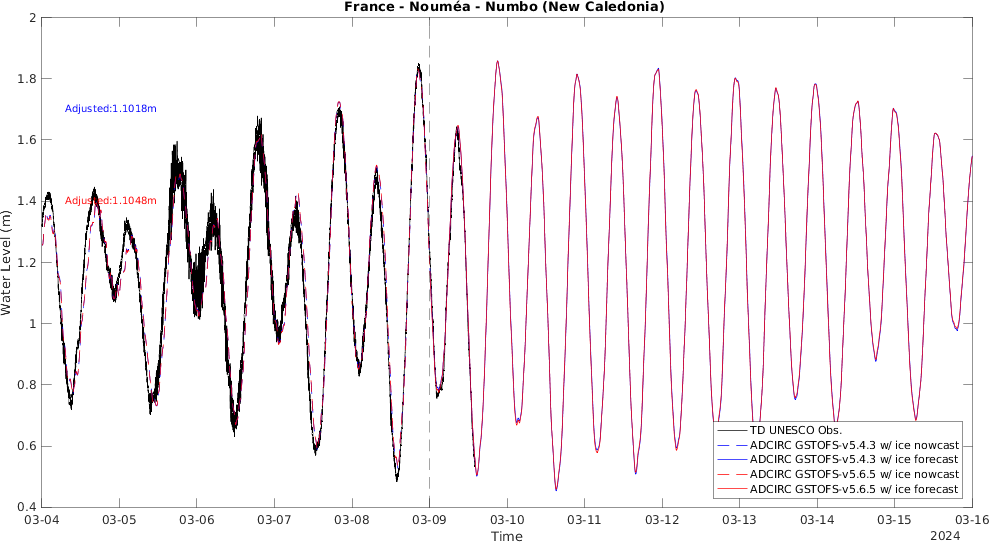 France - Nouméa - Numbo (New Caledonia)
2
1.8
1.6
1.4
1.2
1
0.8
0.6
0.4
Water Level (m)
Adjusted:1.1018m
Adjusted:1.1048m
TD UNESCO Obs.
ADCIRC GSTOFS-v5.4.3 w/ ice nowcast
ADCIRC GSTOFS-v5.4.3 w/ ice forecast
ADCIRC GSTOFS-v5.6.5 w/ ice nowcast
ADCIRC GSTOFS-v5.6.5 w/ ice forecast
03-04 03-05 03-06 03-07 03-08 03-09 03-10 03-11 03-12 03-13 03-14 03-15 03-16
Time
2024